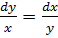 dy/x = dx/y